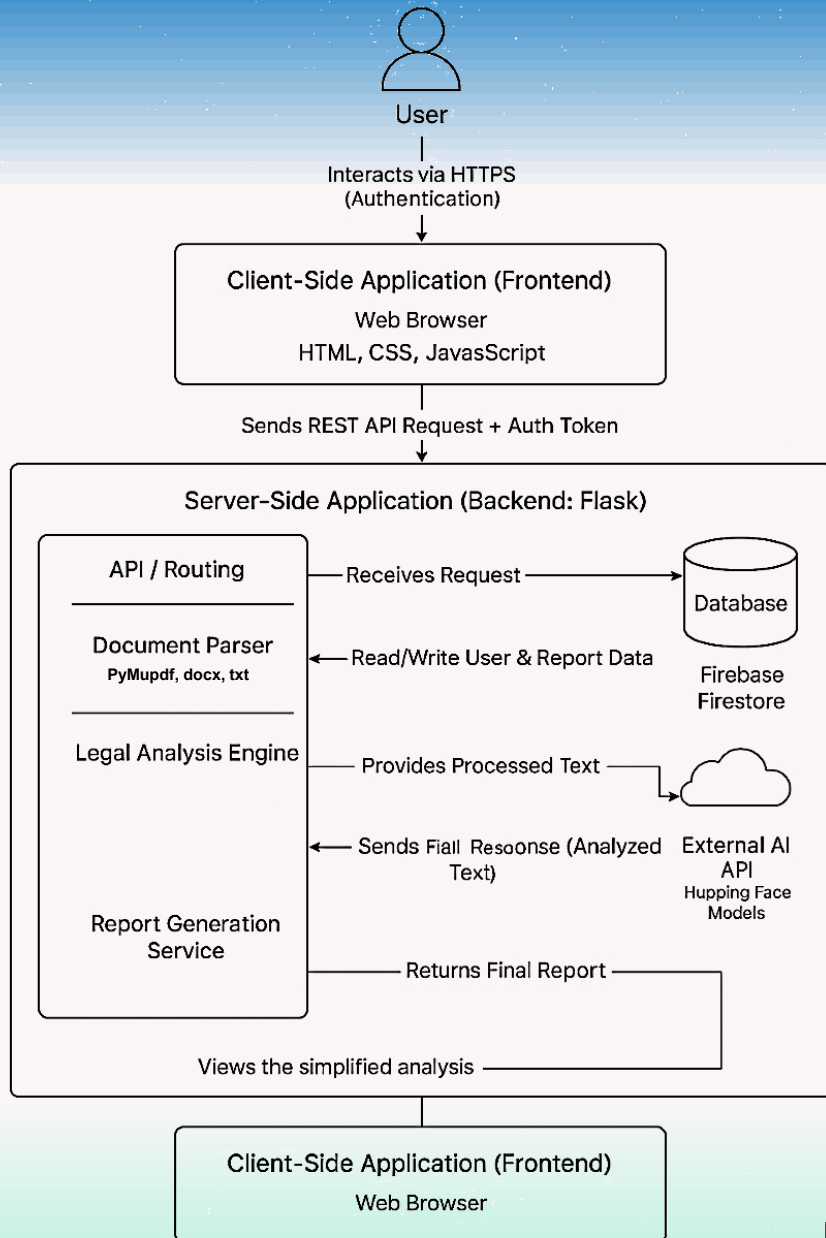 User
Interacts via HTTPS
(Authentication)
Client-Side Application (Frontend)
Web Browser
HTML, CSS, JavasScript
Sends REST API Request + Auth Token
Server-Side Application (Backend: Flask)
API / Routing
Receives Request
Database
Document Parser
PyMupdf, docx, txt
Read/Write User & Report Data
Firebase
Firestore
Legal Analysis Engine
Provides Processed Text
Sends Fiall Resoonse (Analyzed
Text)
External AI
API
Hupping Face
Models
Report Generation
Service
Returns Final Report
Views the simplified analysis
Client-Side Application (Frontend)
Web Browser